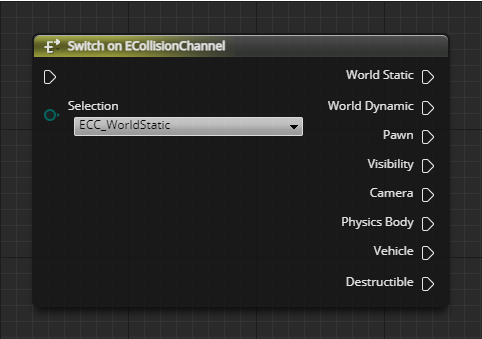 Switch on ECollisionChannel
World Static
Selection
World Dynamic
ECC_WorldStatic
Pawn
Visibility
Camera
Physics Body
Vehicle
Destructible